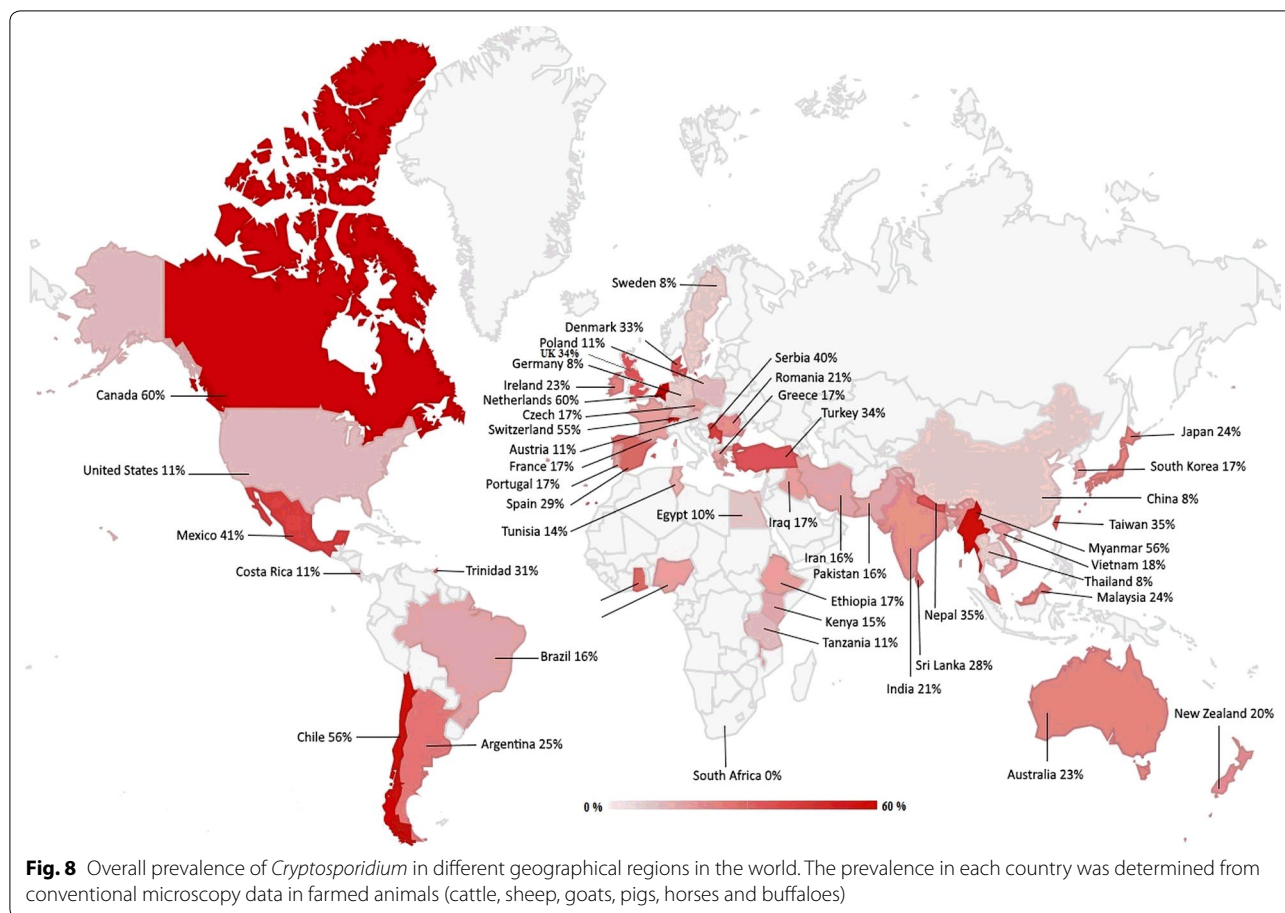 Sweden 8%
Denmark 33%
Poland 11%
UK 34%
Germany 8%
Ireland 23%
Netherlands 60%
Czech 17%
Switzerland 55%
Austria 11%
France 17%
Portugal 17%
Spain 29%
Tunisia 14%
Serbia 40%
Romania 21%
Greece 17%
Turkey 34%
Canada 60%
United States 11%
Mexico 41%
Costa Rica 11%
Trinidad 31%
Brazil 16%
Chile 56%
Argentina 25%
Egypt 10%
Iraq 17%
Iran 16%
Pakistan 16%
Ethiopia 17%
Kenya 15%
Tanzania 11%
South Africa 0%
Japan 24%
South Korea 17%
China 8%
Taiwan 35%
Myanmar 56%
Vietnam 18%
Thailand 8%
Malaysia 24%
Nepal 35%
Sri Lanka 28%
India 21%
New Zealand 20%
Australia 23%
0 %
60 %
Fig. 8 Overall prevalence of Cryptosporidium in different geographical regions in the world. The prevalence in each country was determined from
conventional microscopy data in farmed animals (cattle, sheep, goats, pigs, horses and buffaloes)